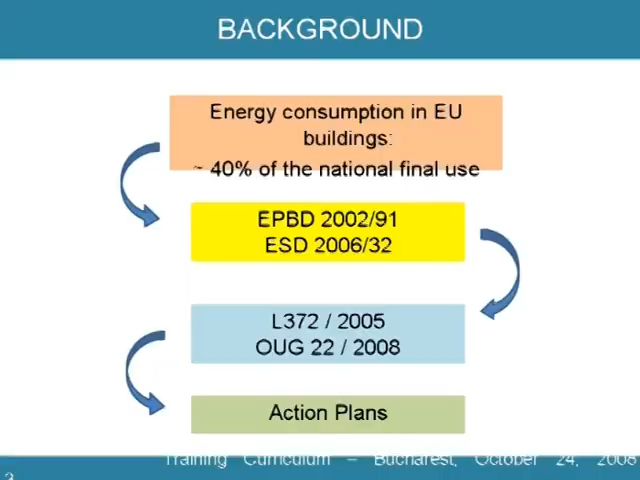 BACKGROUND
Energy consumption in EU
buildings:
~ 40% of the national final use
EPBD 2002/91
ESD 2006/32
L372 / 2005
OUG 22 / 2008
Action Plans
Training Curriculum – Bucharest, October 24, 2008